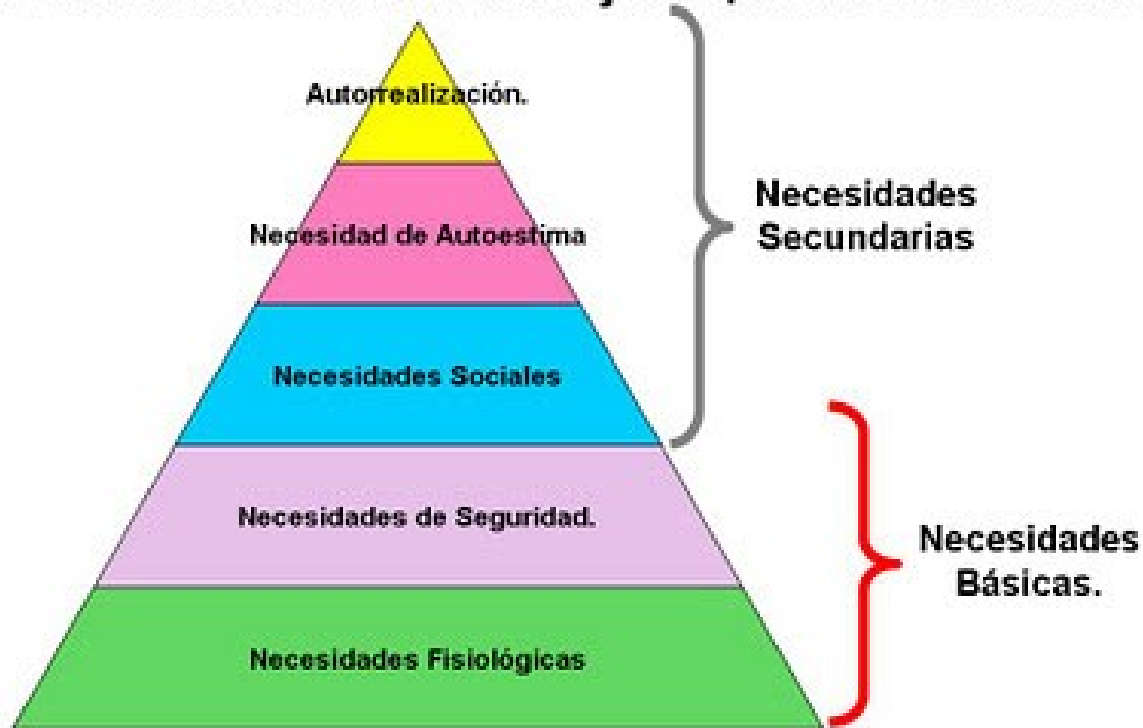 Autorrealización.
Necesidad de Autoestima
Necesidades Sociales
Necesidades de Seguridad.
Necesidades Fisiológicas
Necesidades
Secundarias
Necesidades
Básicas.